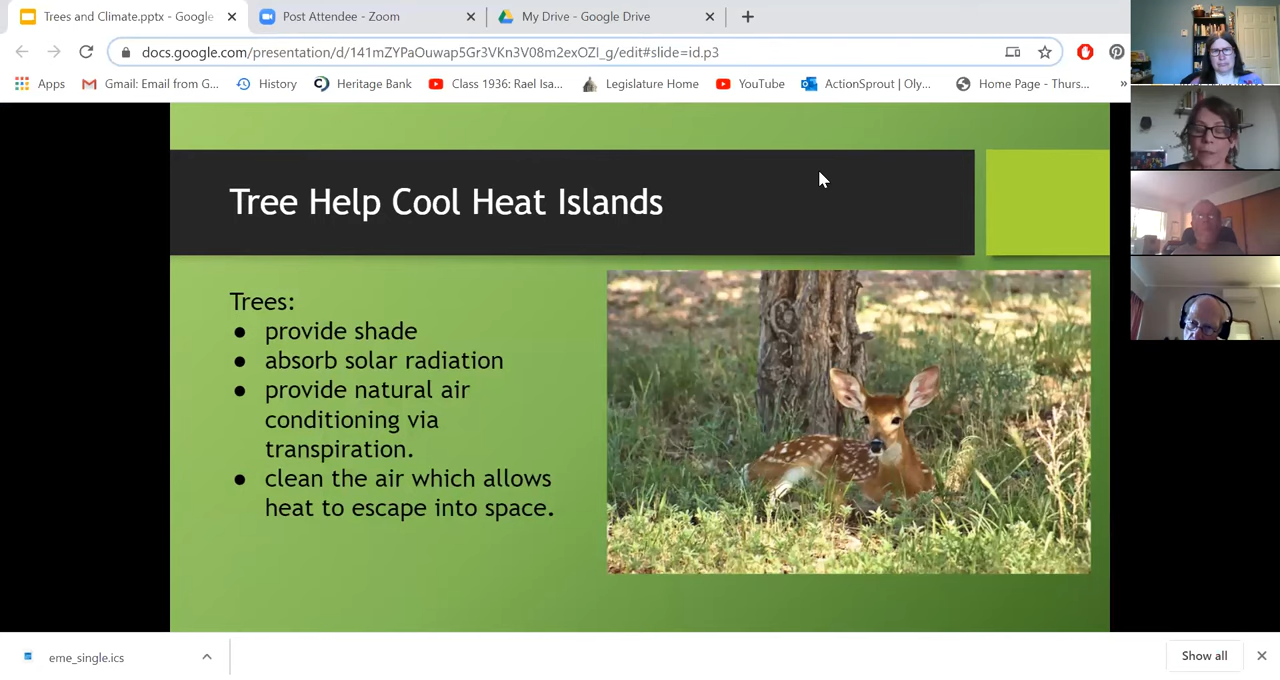 Trees and Climate.pptx - Google
Post Attendee - Zoom
My Drive - Google Drive
docs.google.com/presentation/d/141mZYPaOuwap5Gr3VKn3V08m2exOZI_g/edit#slide=id.p3
Apps
Gmail: Email from G...
History
Heritage Bank
Class 1936: Rael Isa...
Legislature Home
YouTube
ActionSprout | Oly...
Home Page - Thurs...
»
Tree Help Cool Heat Islands
Trees:
● provide shade
● absorb solar radiation
● provide natural air
conditioning via
transpiration.
● clean the air which allows
heat to escape into space.
eme_single.ics
Show all